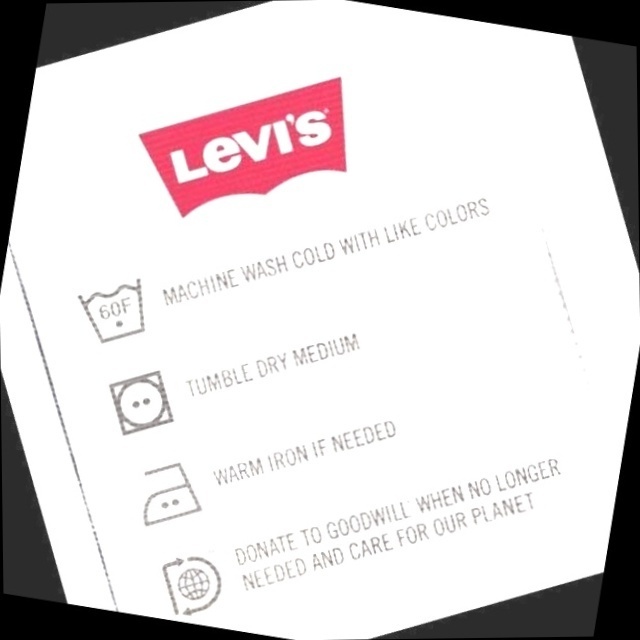 Levi's®
60F
MACHINE WASH COLD WITH LIKE COLORS
TUMBLE DRY MEDIUM
WARM IRON IF NEEDED
DONATE TO GOODWILL WHEN NO LONGER
NEEDED AND CARE FOR OUR PLANET